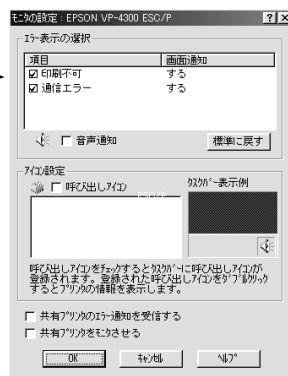 モニタの設定 : EPSON VP-4300 ESC/P
エラー表示の選択
項目 画面通知
印刷不可 する
通信エラー する
音声通知 標準に戻す
アイコン設定
呼び出しアイコン タスクバー表示例
ESC/P
呼び出しアイコンをチェックするとタスクバーに呼び出しアイコンが
登録されます。登録された呼び出しアイコンをダブルクリック
するとプリンタの情報を表示します。
共有プリンタのエラー通知を受信する
共有プリンタをモニタさせる
OK キャンセル ヘルプ